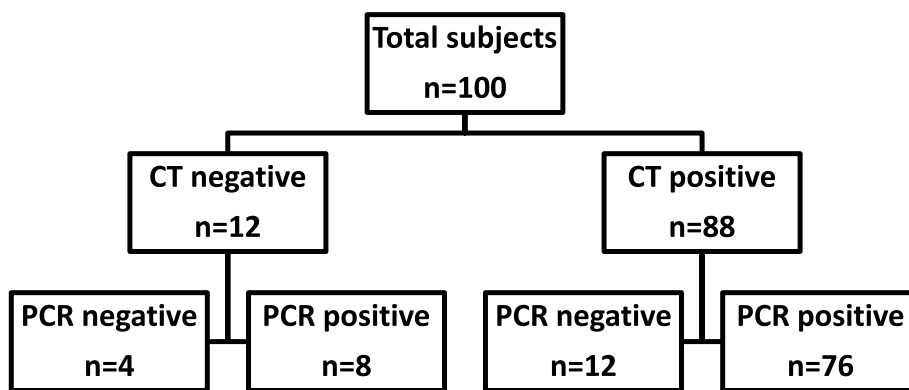 Total subjects
n=100
CT negative
n=12
CT positive
n=88
PCR negative
n=4
PCR positive
n=8
PCR negative
n=12
PCR positive
n=76